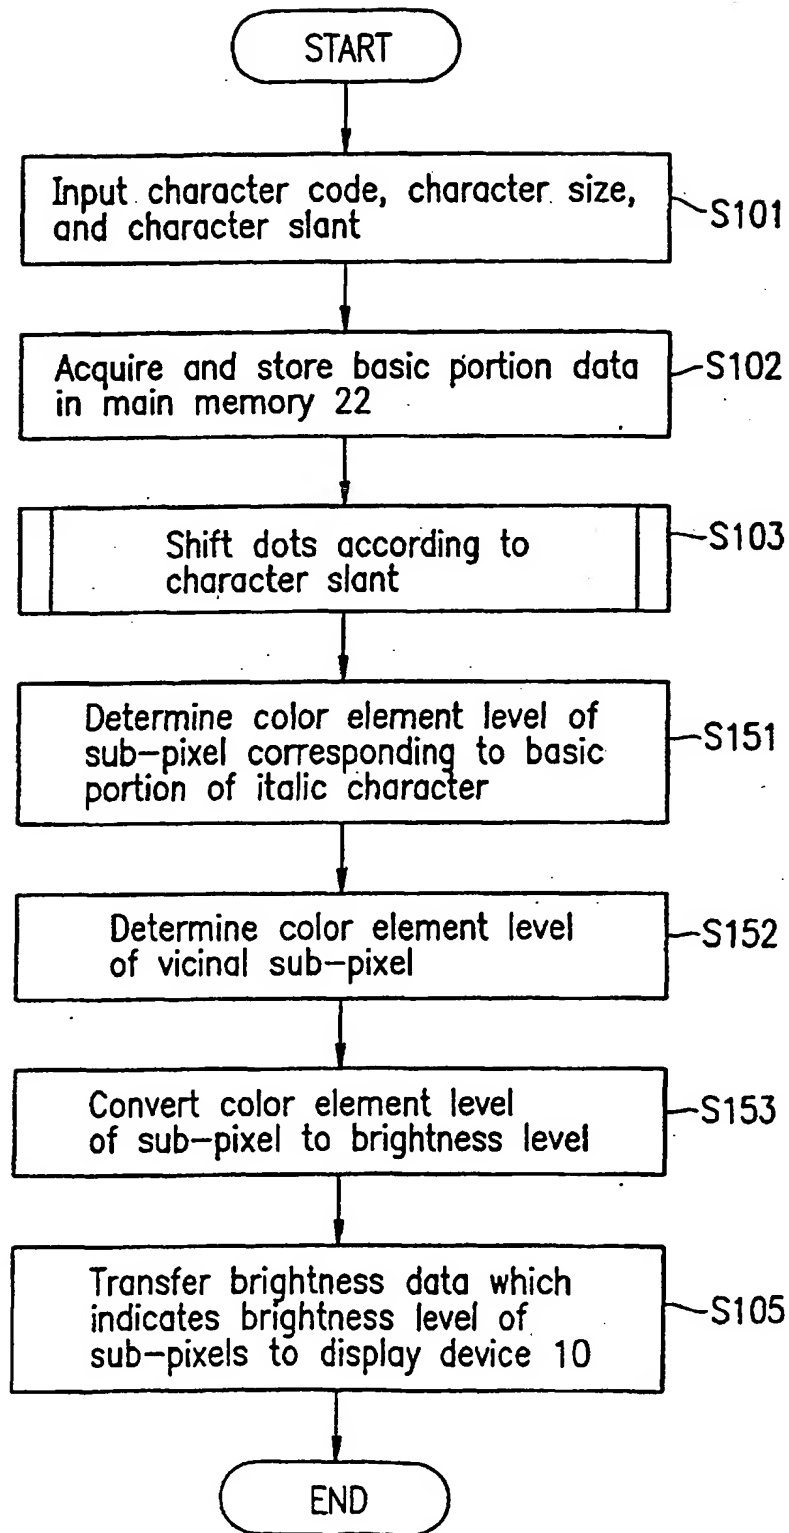 START
Input character code, character size,
and character slant
S101
Acquire and store basic portion data
in main memory 22
S102
Shift dots according to
character slant
S103
Determine color element level of
sub-pixel corresponding to basic
portion of italic character
S151
Determine color element level
of vicinal sub-pixel
S152
Convert color element level
of sub-pixel to brightness level
S153
Transfer brightness data which
indicates brightness level of
sub-pixels to display device 10
S105
END